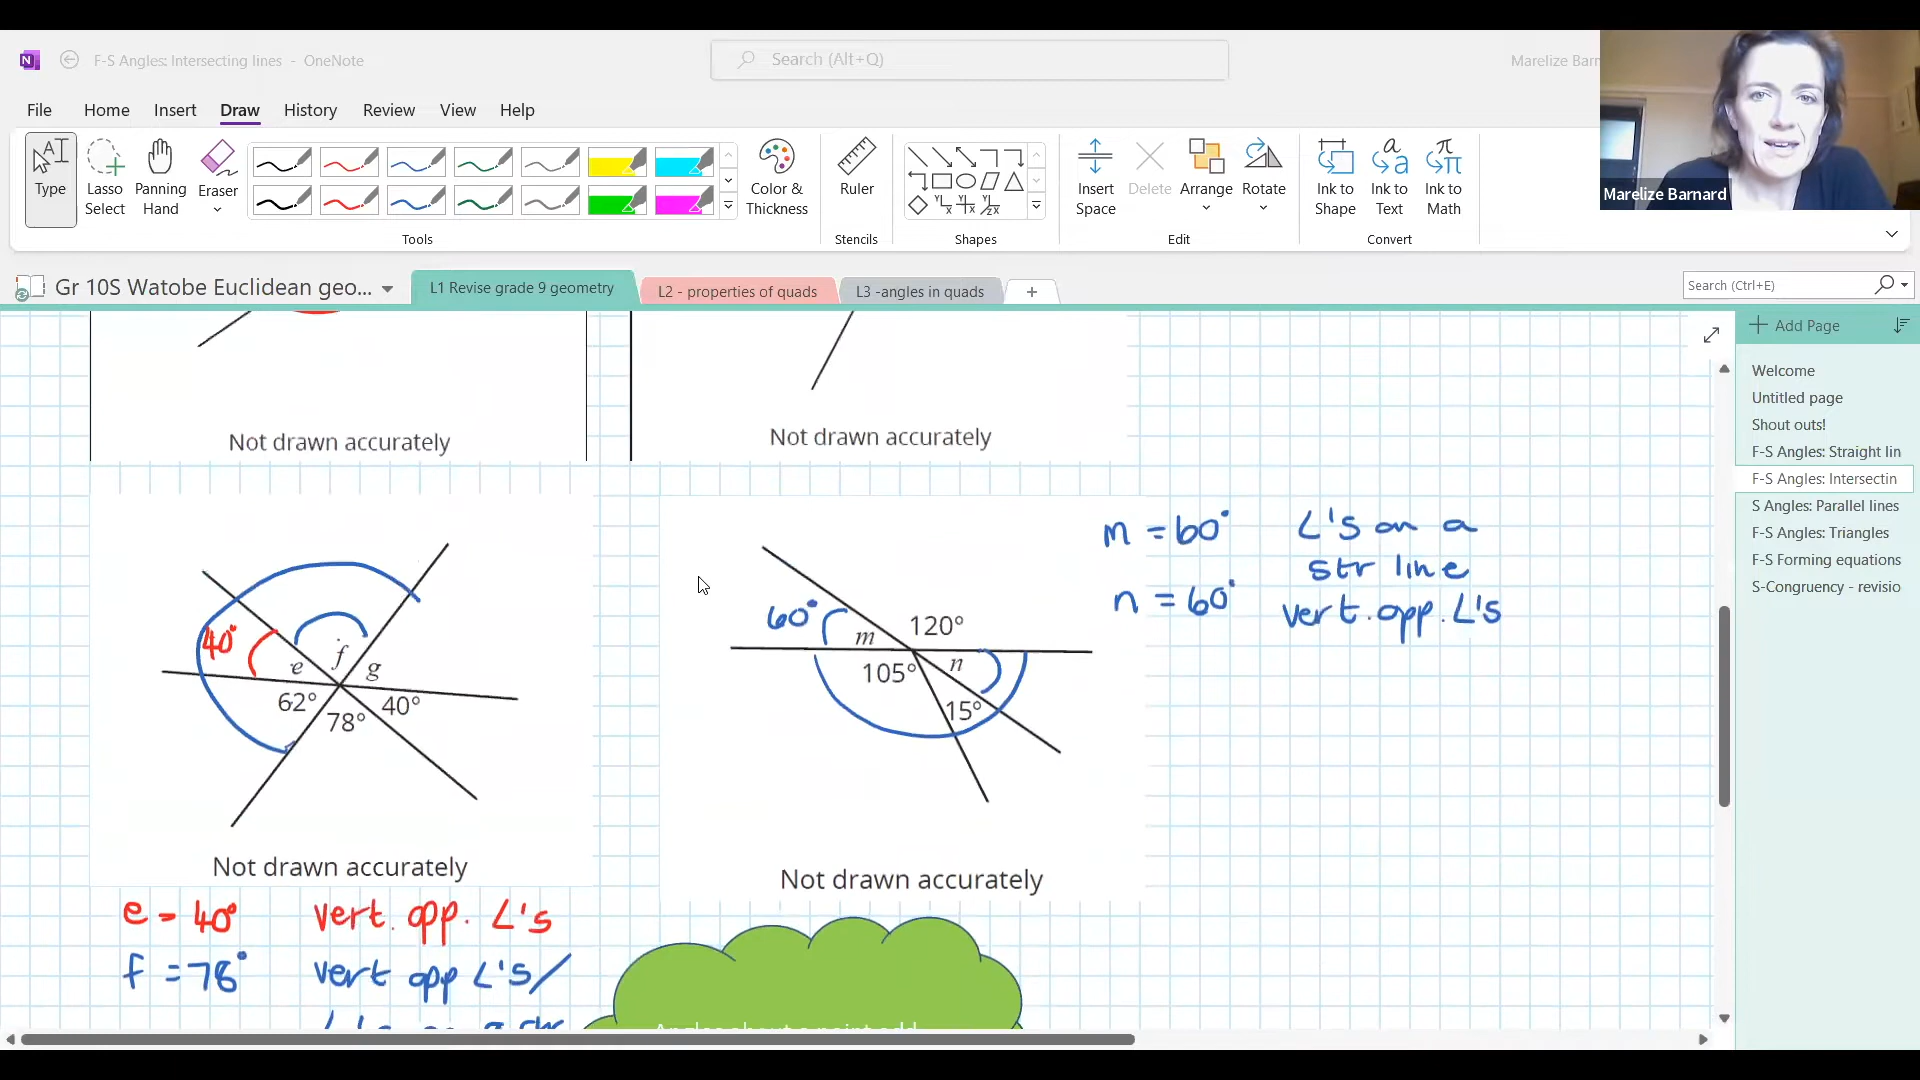 F-S Angles: Intersecting lines - OneNote
Search (Alt+Q)
Marelize Barn
File Home Insert Draw History Review View Help
Type
Lasso Select
Panning Hand
Eraser
Color & Thickness
Ruler
Insert Space
Delete
Arrange
Rotate
Ink to Shape
Ink to Text
Ink to Math
Marelize Barnard
Tools
Stencils
Shapes
Edit
Convert
Gr 10S Watobe Euclidean geo...
L1 Revise grade 9 geometry
L2 - properties of quads
L3 -angles in quads
Search (Ctrl+E)
Add Page
Welcome
Untitled page
Shout outs!
F-S Angles: Straight lin
F-S Angles: Intersectin
S Angles: Parallel lines
F-S Angles: Triangles
F-S Forming equations
S-Congruency - revisio
Not drawn accurately
Not drawn accurately
40°
e
f
g
62°
78°
40°
Not drawn accurately
60°
m
120°
105°
n
15°
Not drawn accurately
m = 60° ∠'s on a
str line
n = 60° vert. opp. ∠'s
e = 40° vert. opp. ∠'s
f = 78° vert opp ∠'s/